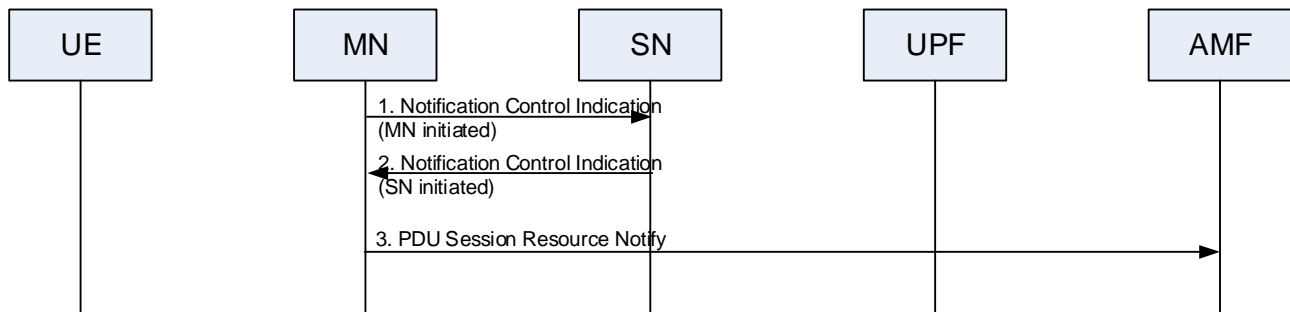 UE
MN
SN
UPF
AMF
1. Notification Control Indication
(MN initiated)
2. Notification Control Indication
(SN initiated)
3. PDU Session Resource Notify